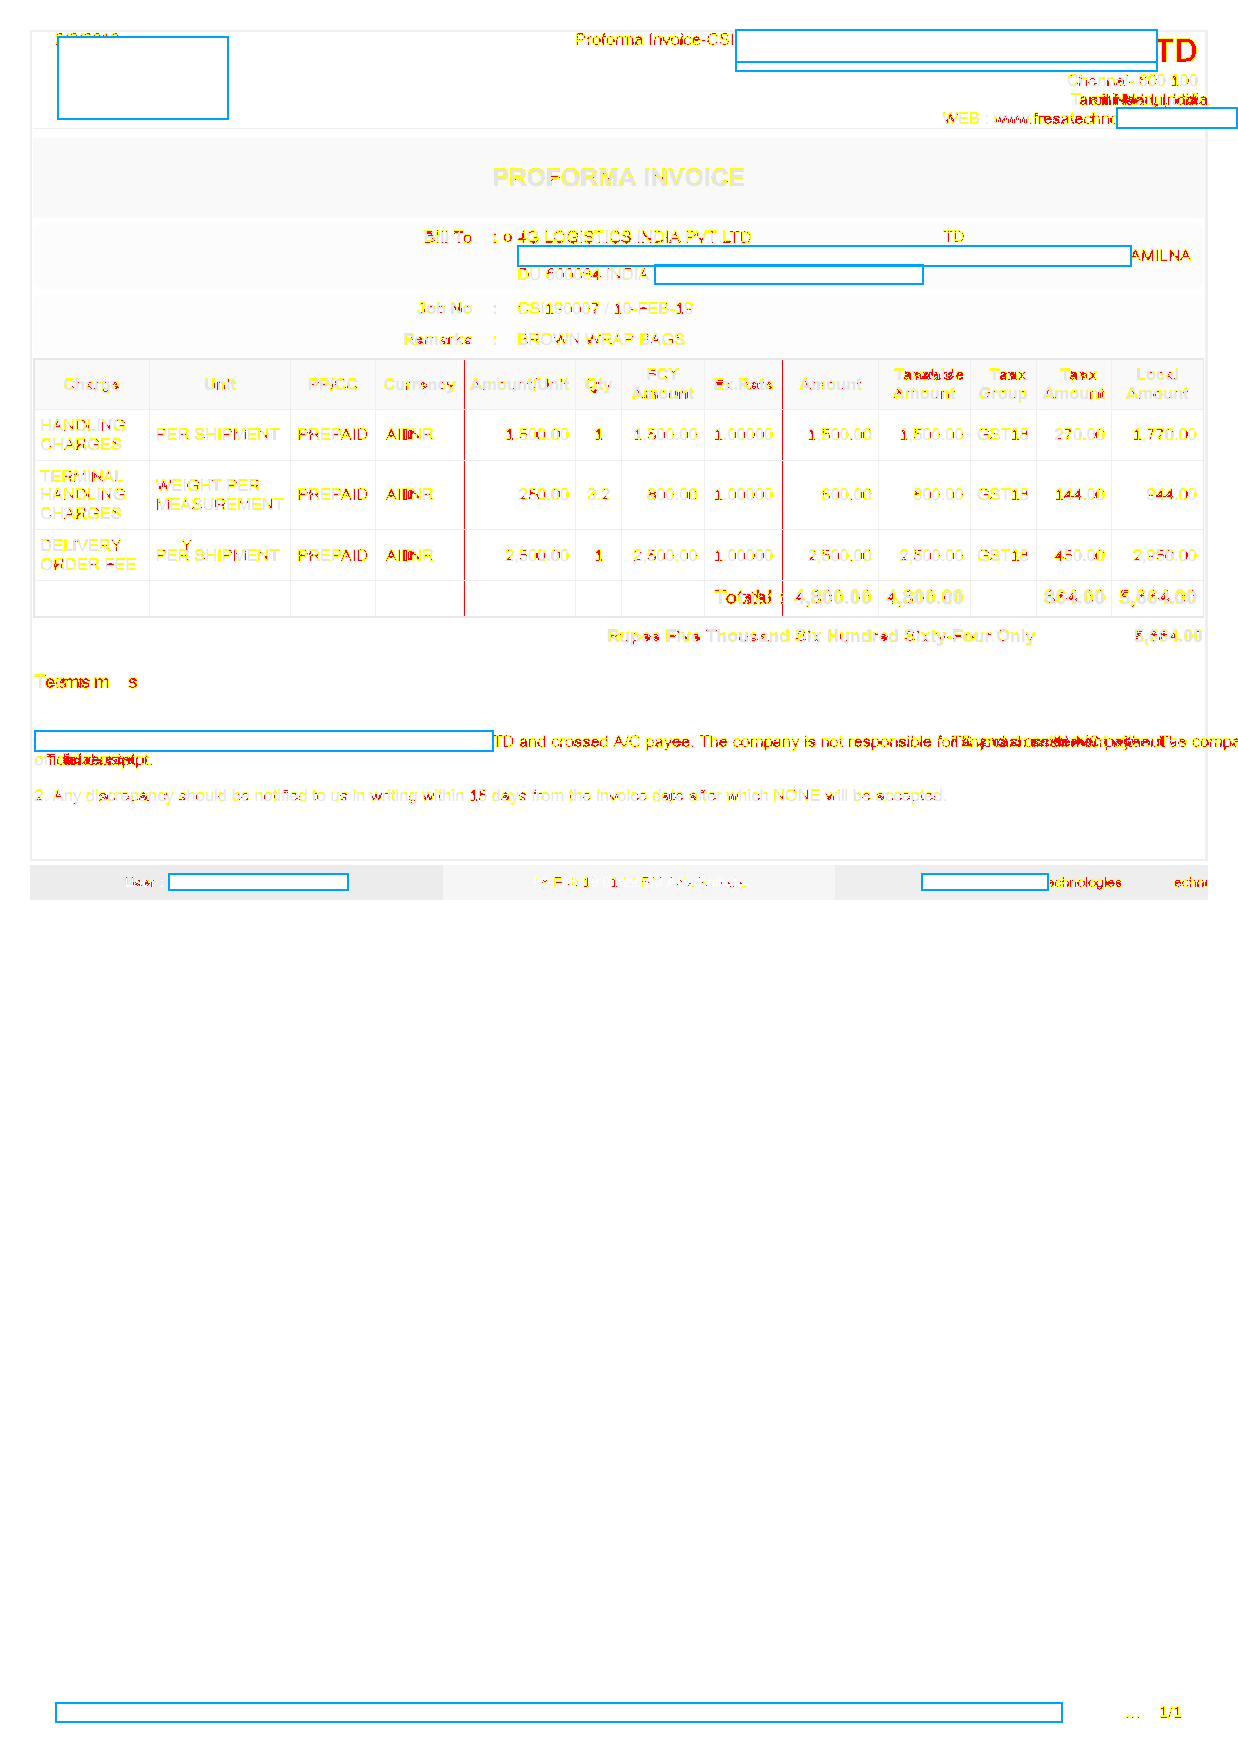 Proforma Invoice-CSI
TD
Chennai- 600 100
Tamil Nadu, India
WEB :
PROFORMA INVOICE
Bill To : 4G LOGISTICS INDIA PVT LTD TD
AMILNA
DU 600094 INDIA
Job No : CSI190007 / 10-FEB-19
Remarks : BROWN WRAP BAGS
Charge Unit PP/CC Currency Amount/Unit Qty FCY Amount Ex.Rate Amount Taxable Amount Tax Group Tax Amount Local Amount
HANDLING CHARGES PER SHIPMENT PREPAID INR 1,500.00 1 1,500.00 1.00000 1,500.00 1,500.00 GST18 270.00 1,770.00
TERMINAL HANDLING CHARGES WEIGHT PER MEASUREMENT PREPAID INR 250.00 3.2 800.00 1.00000 800.00 800.00 GST18 144.00 944.00
DELIVERY ORDER FEE PER SHIPMENT PREPAID INR 2,500.00 1 2,500.00 1.00000 2,500.00 2,500.00 GST18 450.00 2,950.00
Total : 4,800.00 4,800.00 864.00 5,664.00
Rupee Five Thousand Six Hundred Sixty-Four Only 5,664.00
Terms
TD and crossed A/C payee. The company is not responsible for
official receipt.
2. Any discrepancy should be notified to us in writing within 15 days from the invoice date after which NONE will be accepted.
User :
echnologies
... 1/1